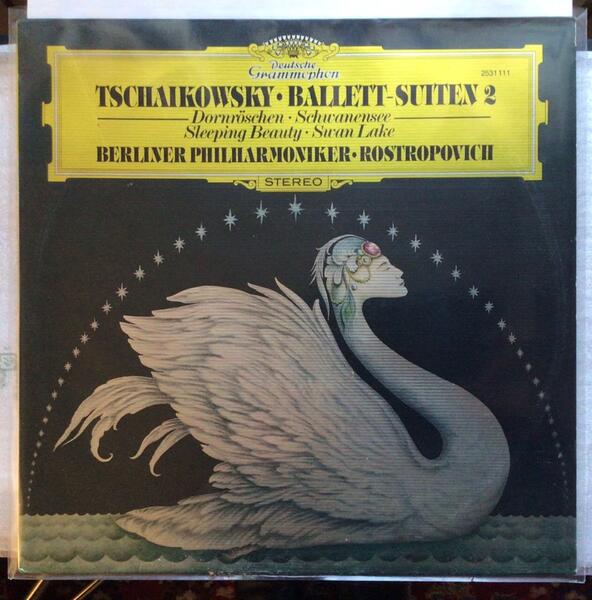 Deutsche
Grammophon
2531 111
TSCHAIKOWSKY • BALLETT-SUITEN 2
Dornröschen · Schwanensee
Sleeping Beauty · Swan Lake
BERLINER PHILHARMONIKER • ROSTROPOVICH
STEREO